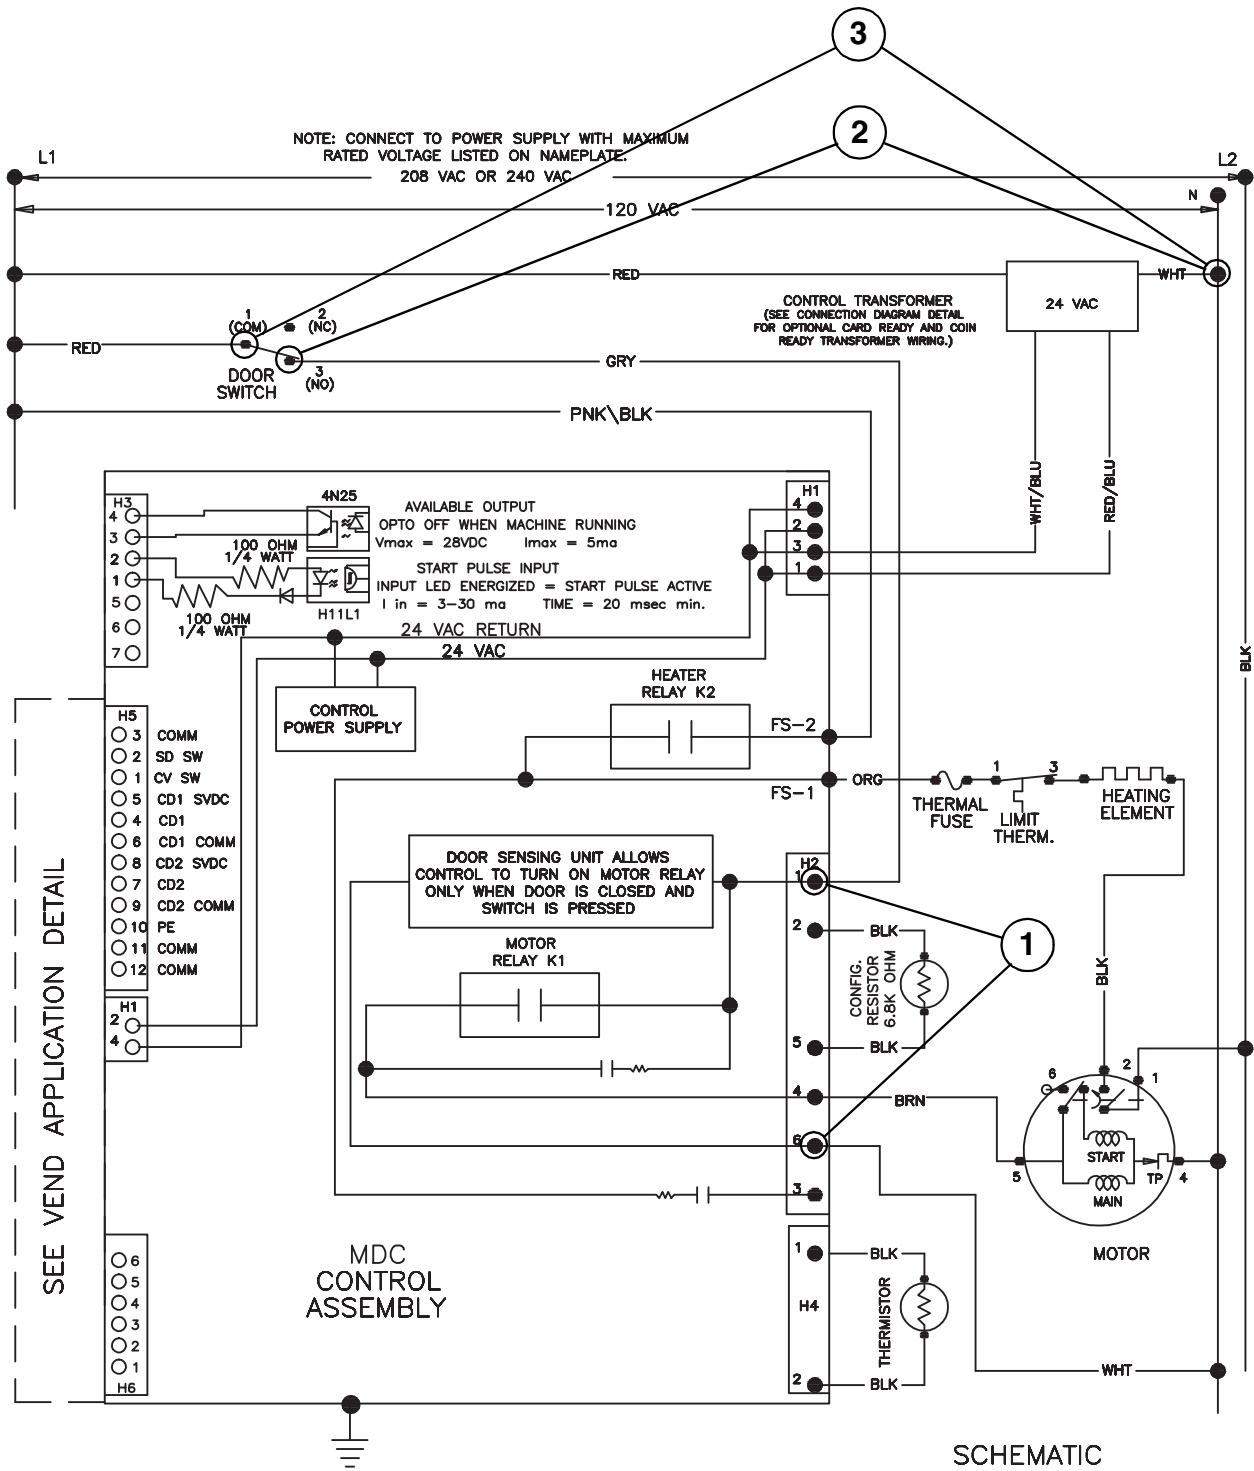 3
2
NOTE: CONNECT TO POWER SUPPLY WITH MAXIMUM
RATED VOLTAGE LISTED ON NAMEPLATE.
L1
L2
208 VAC OR 240 VAC
N
120 VAC
RED
WHT
24 VAC
CONTROL TRANSFORMER
(SEE CONNECTION DIAGRAM DETAIL
FOR OPTIONAL CARD READY AND COIN
READY TRANSFORMER WIRING.)
1
(COM)
2
(NC)
RED
3
(NO)
DOOR
SWITCH
GRY
PNK\BLK
WHT/BLU
RED/BLU
H3
4
3
2
1
5
6
7
4N25
AVAILABLE OUTPUT
OPTO OFF WHEN MACHINE RUNNING
Vmax = 28VDC Imax = 5ma
100 OHM
1/4 WATT
START PULSE INPUT
INPUT LED ENERGIZED = START PULSE ACTIVE
I in = 3-30 ma TIME = 20 msec min.
H11L1
100 OHM
1/4 WATT
H1
4
2
3
1
24 VAC RETURN
24 VAC
CONTROL
POWER SUPPLY
HEATER
RELAY K2
FS-2
FS-1
ORG
THERMAL
FUSE
1
3
LIMIT
THERM.
HEATING
ELEMENT
BLK
H5
3 COMM
2 SD SW
1 CV SW
5 CD1 5VDC
4 CD1
6 CD1 COMM
8 CD2 5VDC
7 CD2
9 CD2 COMM
10 PE
11 COMM
12 COMM
SEE VEND APPLICATION DETAIL
H1
2
4
DOOR SENSING UNIT ALLOWS
CONTROL TO TURN ON MOTOR RELAY
ONLY WHEN DOOR IS CLOSED AND
SWITCH IS PRESSED
MOTOR
RELAY K1
H2
1
2
5
4
6
3
BLK
CONFIG.
RESISTOR
6.8K OHM
BLK
1
BRN
BLK
6
2
1
START
MAIN
TP
5
4
MOTOR
6
5
4
3
2
1
H6
MDC
CONTROL
ASSEMBLY
1
H4
2
BLK
THERMISTOR
BLK
WHT
SCHEMATIC